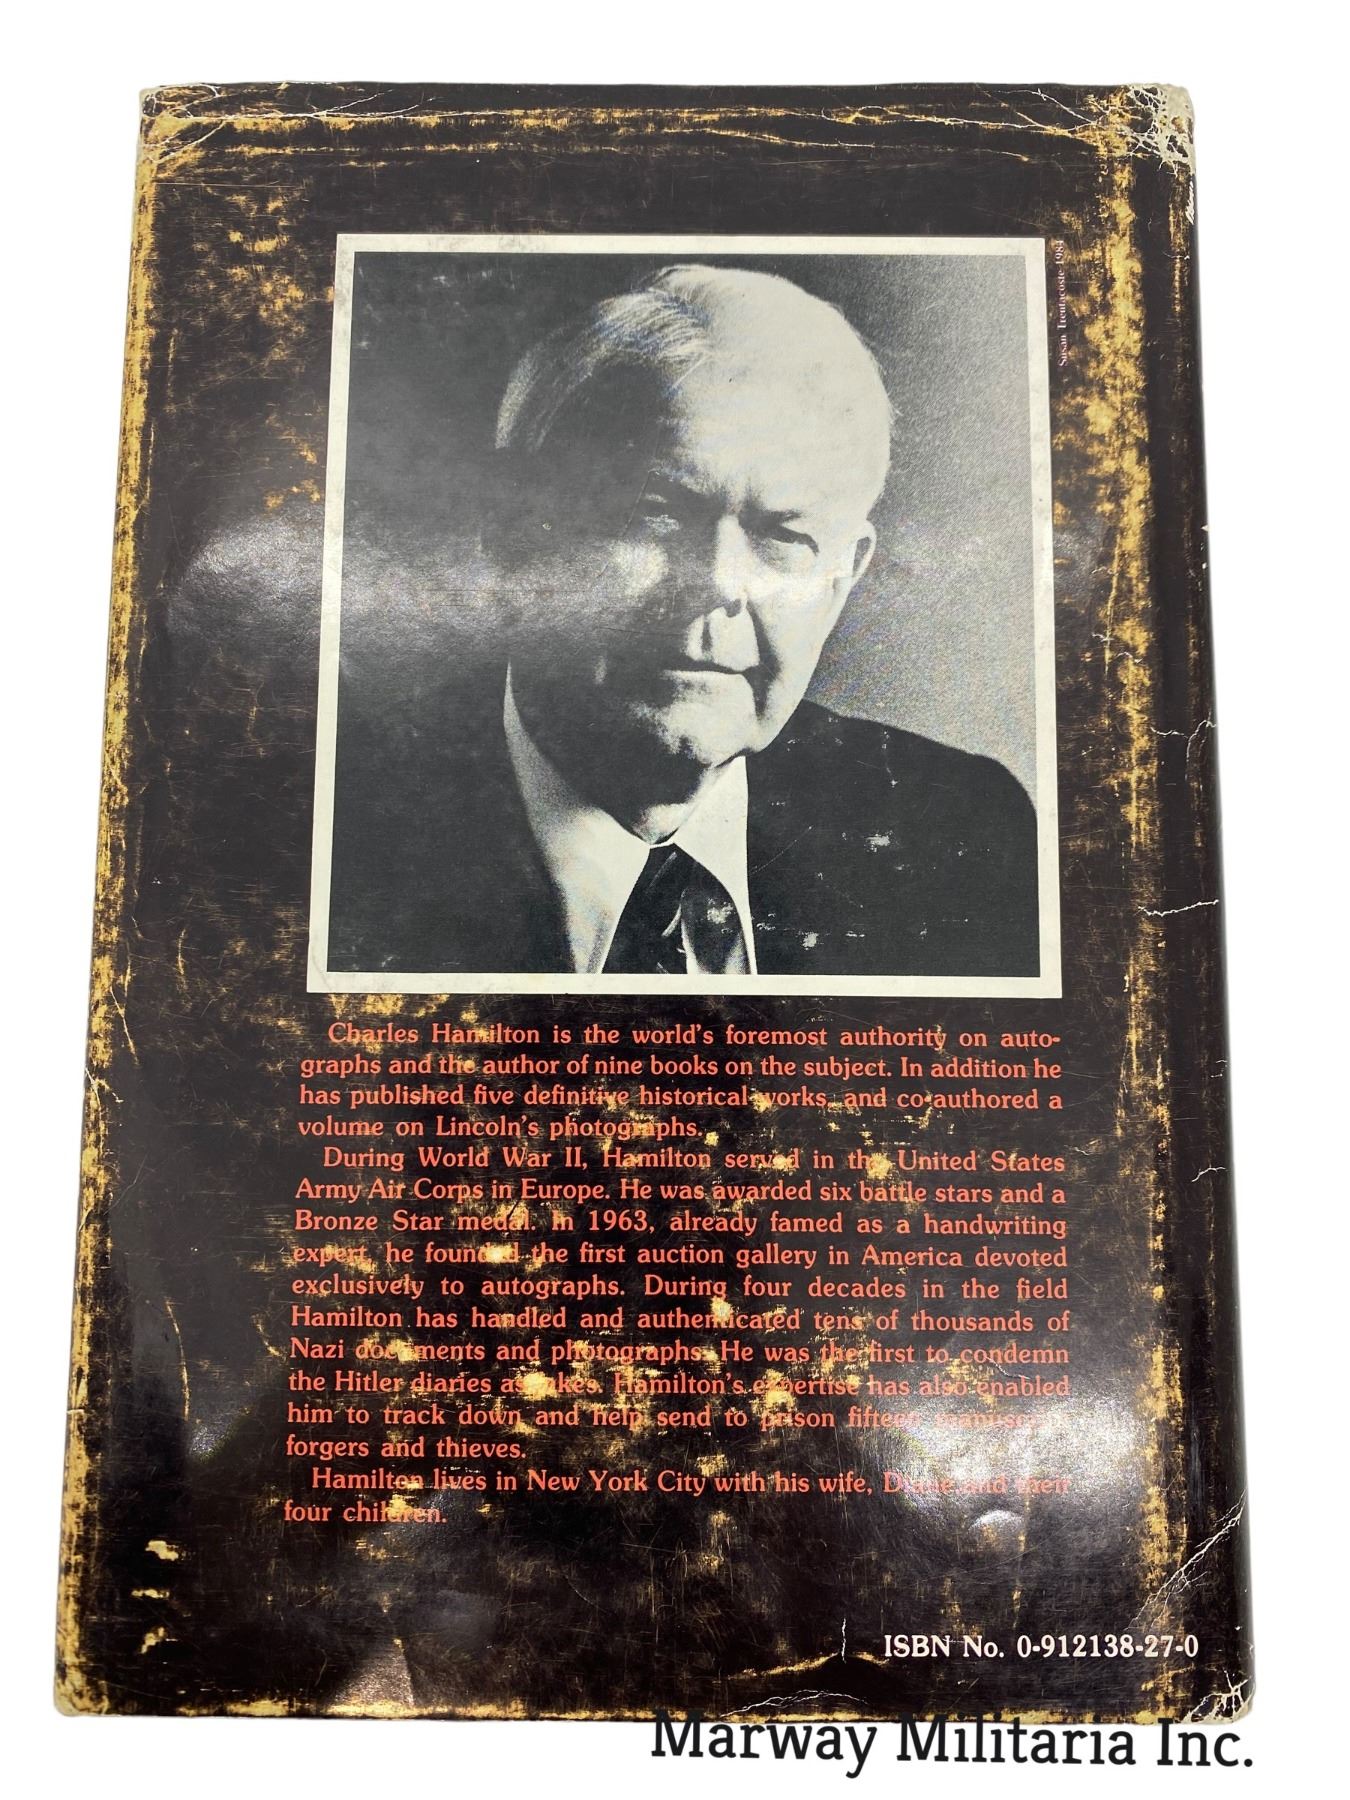 Susan Trentacoste 1984
Charles Hamilton is the world's foremost authority on auto-
graphs and the author of nine books on the subject. In addition he
has published five definitive historical works, and co-authored a
volume on Lincoln's photographs.
During World War II, Hamilton served in the United States
Army Air Corps in Europe. He was awarded six battle stars and a
Bronze Star medal. In 1963, already famed as a handwriting
expert, he founded the first auction gallery in America devoted
exclusively to autographs. During four decades in the field
Hamilton has handled and authenticated tens of thousands of
Nazi documents and photographs. He was the first to condemn
the Hitler diaries as fakes. Hamilton's expertise has also enabled
him to track down and help send to prison fifteen manuscript
forgers and thieves.
Hamilton lives in New York City with his wife, Diane and their
four children.
ISBN No. 0-912138-27-0
Marway Militaria Inc.